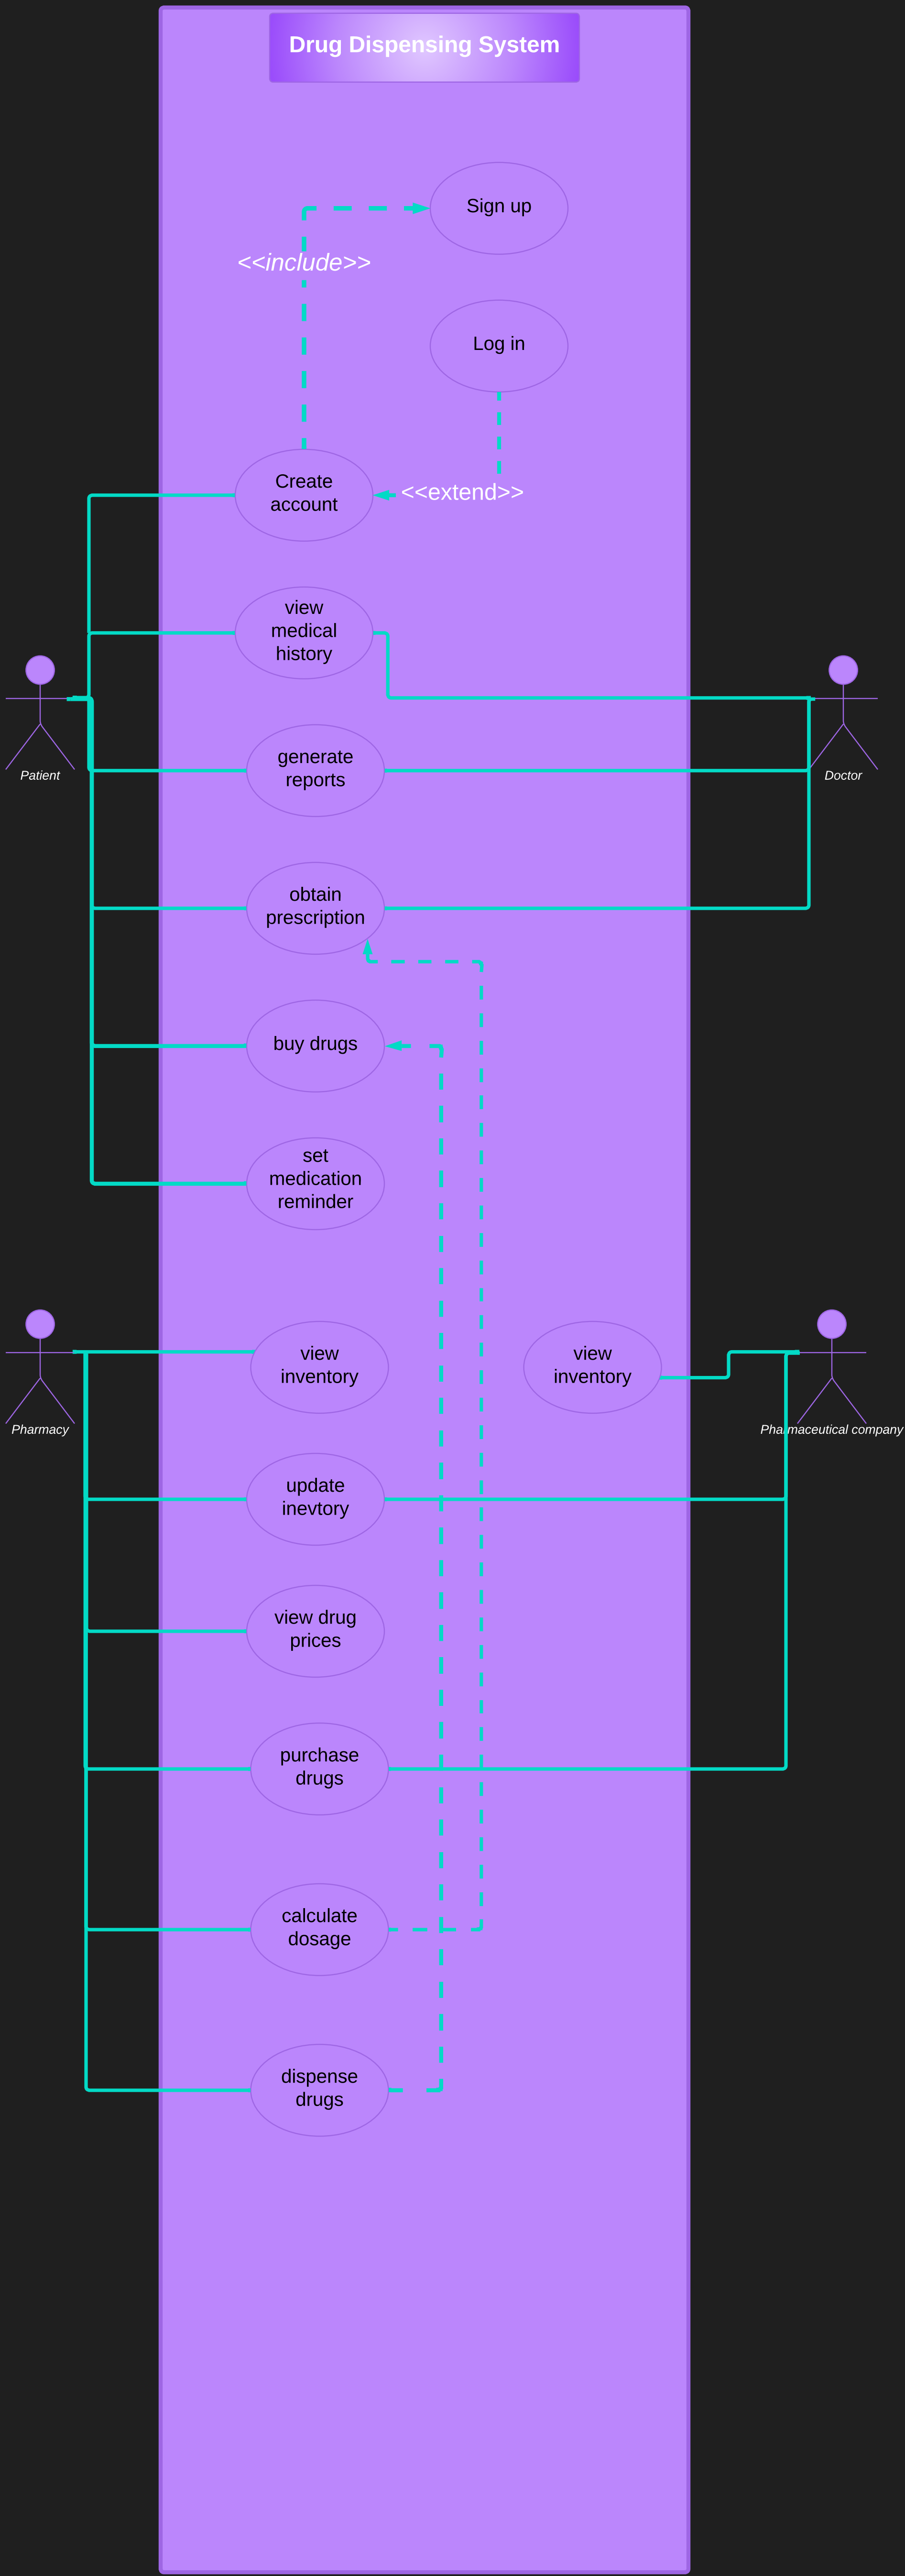 Drug Dispensing System
Sign up
<<include>>
Log in
Create
account
<<extend>>
view
medical
history
Patient
Doctor
generate
reports
obtain
prescription
buy drugs
set
medication
reminder
view
inventory
view
inventory
Pharmacy
Pharmaceutical company
update
inevtory
view drug
prices
purchase
drugs
calculate
dosage
dispense
drugs